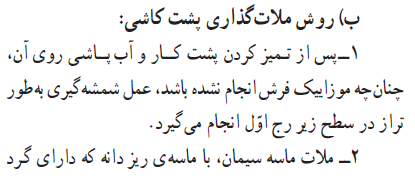 ب) روش ملات‌گذاری پشت کاشی:
۱ــ پس از تمیز کردن پشت کار و آب پاشی روی آن،
چنان‌چه موزاییک فرش انجام نشده باشد، عمل شمشه‌گیری به‌طور
تراز در سطح زیر رج اوّل انجام می‌گیرد.
۲ــ ملات ماسه سیمان، با ماسه‌ی ریز دانه که دارای گرد